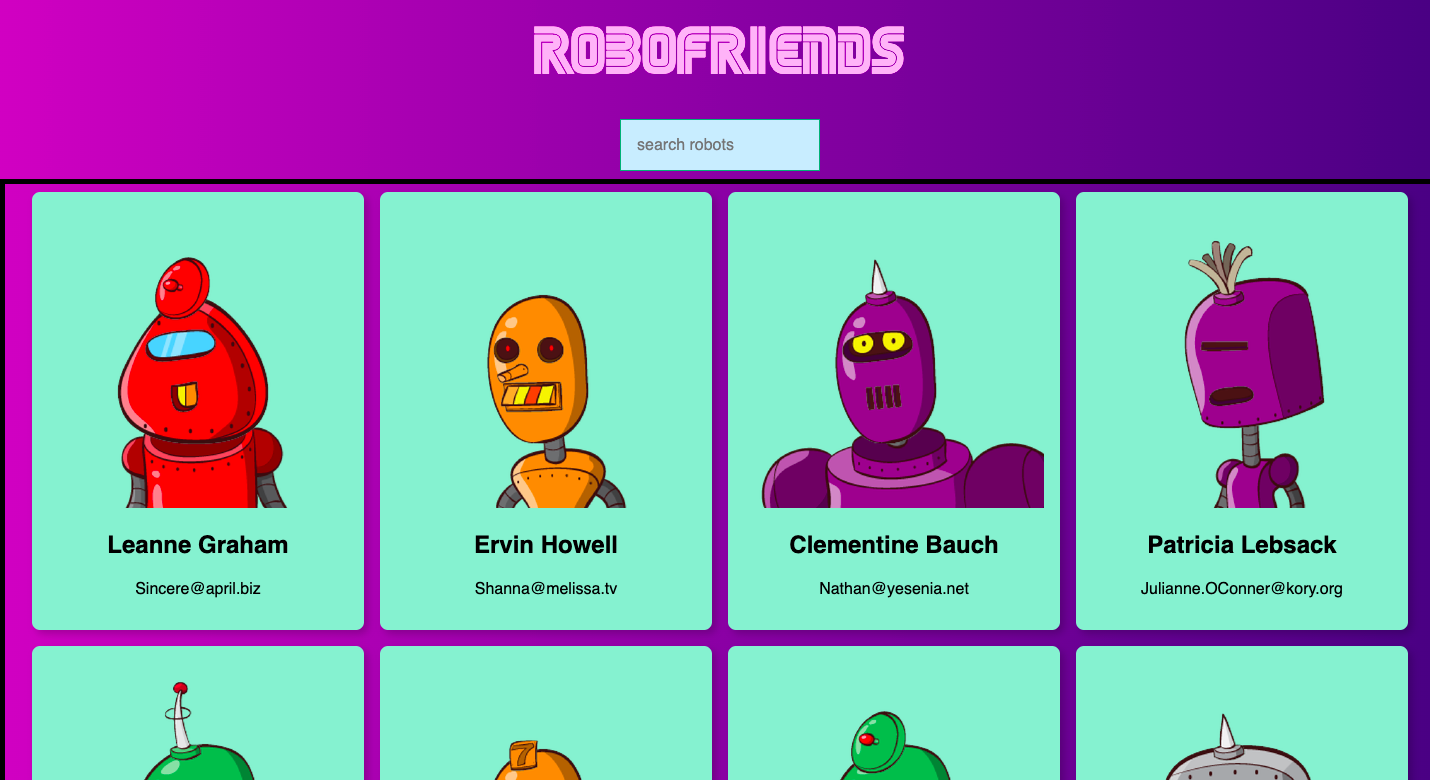 ROBOFRIENDS
search robots
Leanne Graham
Sincere@april.biz
Ervin Howell
Shanna@melissa.tv
Clementine Bauch
Nathan@yesenia.net
Patricia Lebsack
Julianne.OConner@kory.org
7